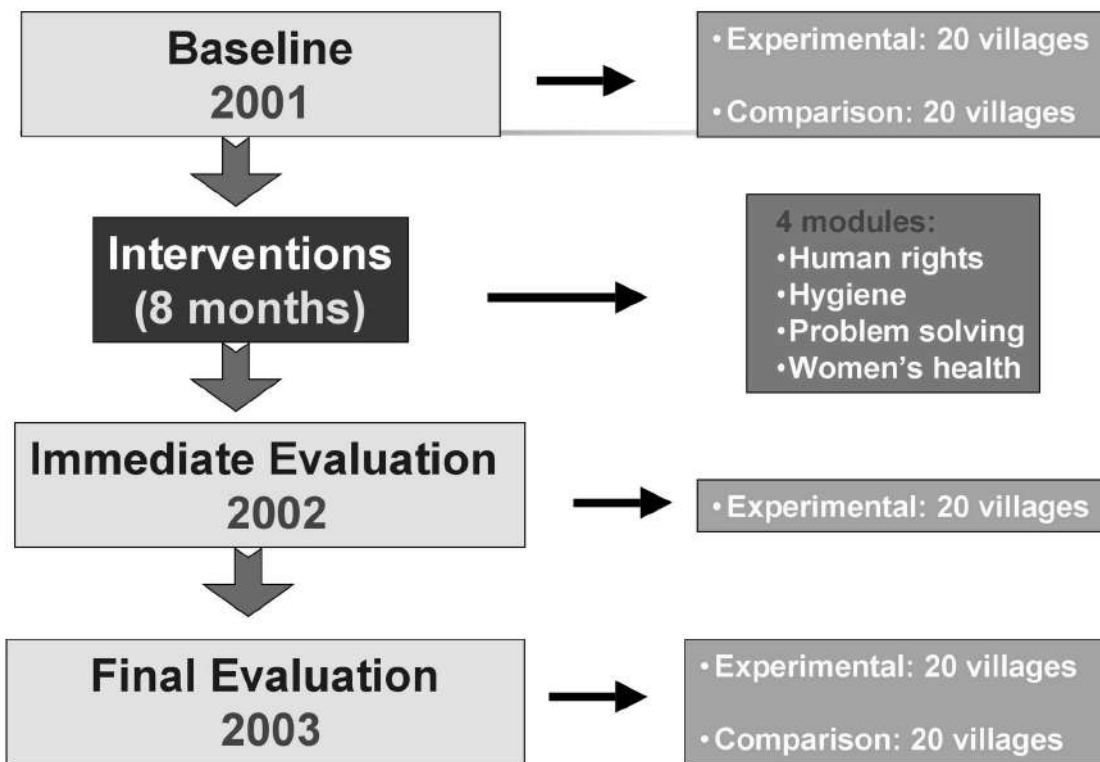 Baseline
2001
• Experimental: 20 villages
• Comparison: 20 villages
Interventions
(8 months)
4 modules:
•Human rights
•Hygiene
•Problem solving
•Women’s health
Immediate Evaluation
2002
• Experimental: 20 villages
Final Evaluation
2003
• Experimental: 20 villages
• Comparison: 20 villages